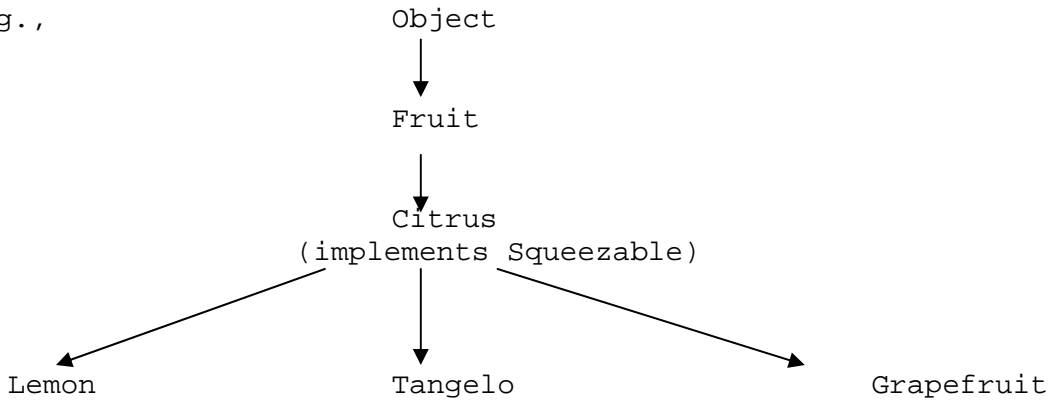 g., Object
Fruit
Citrus
(implements Squeezable)
Lemon Tangelo Grapefruit